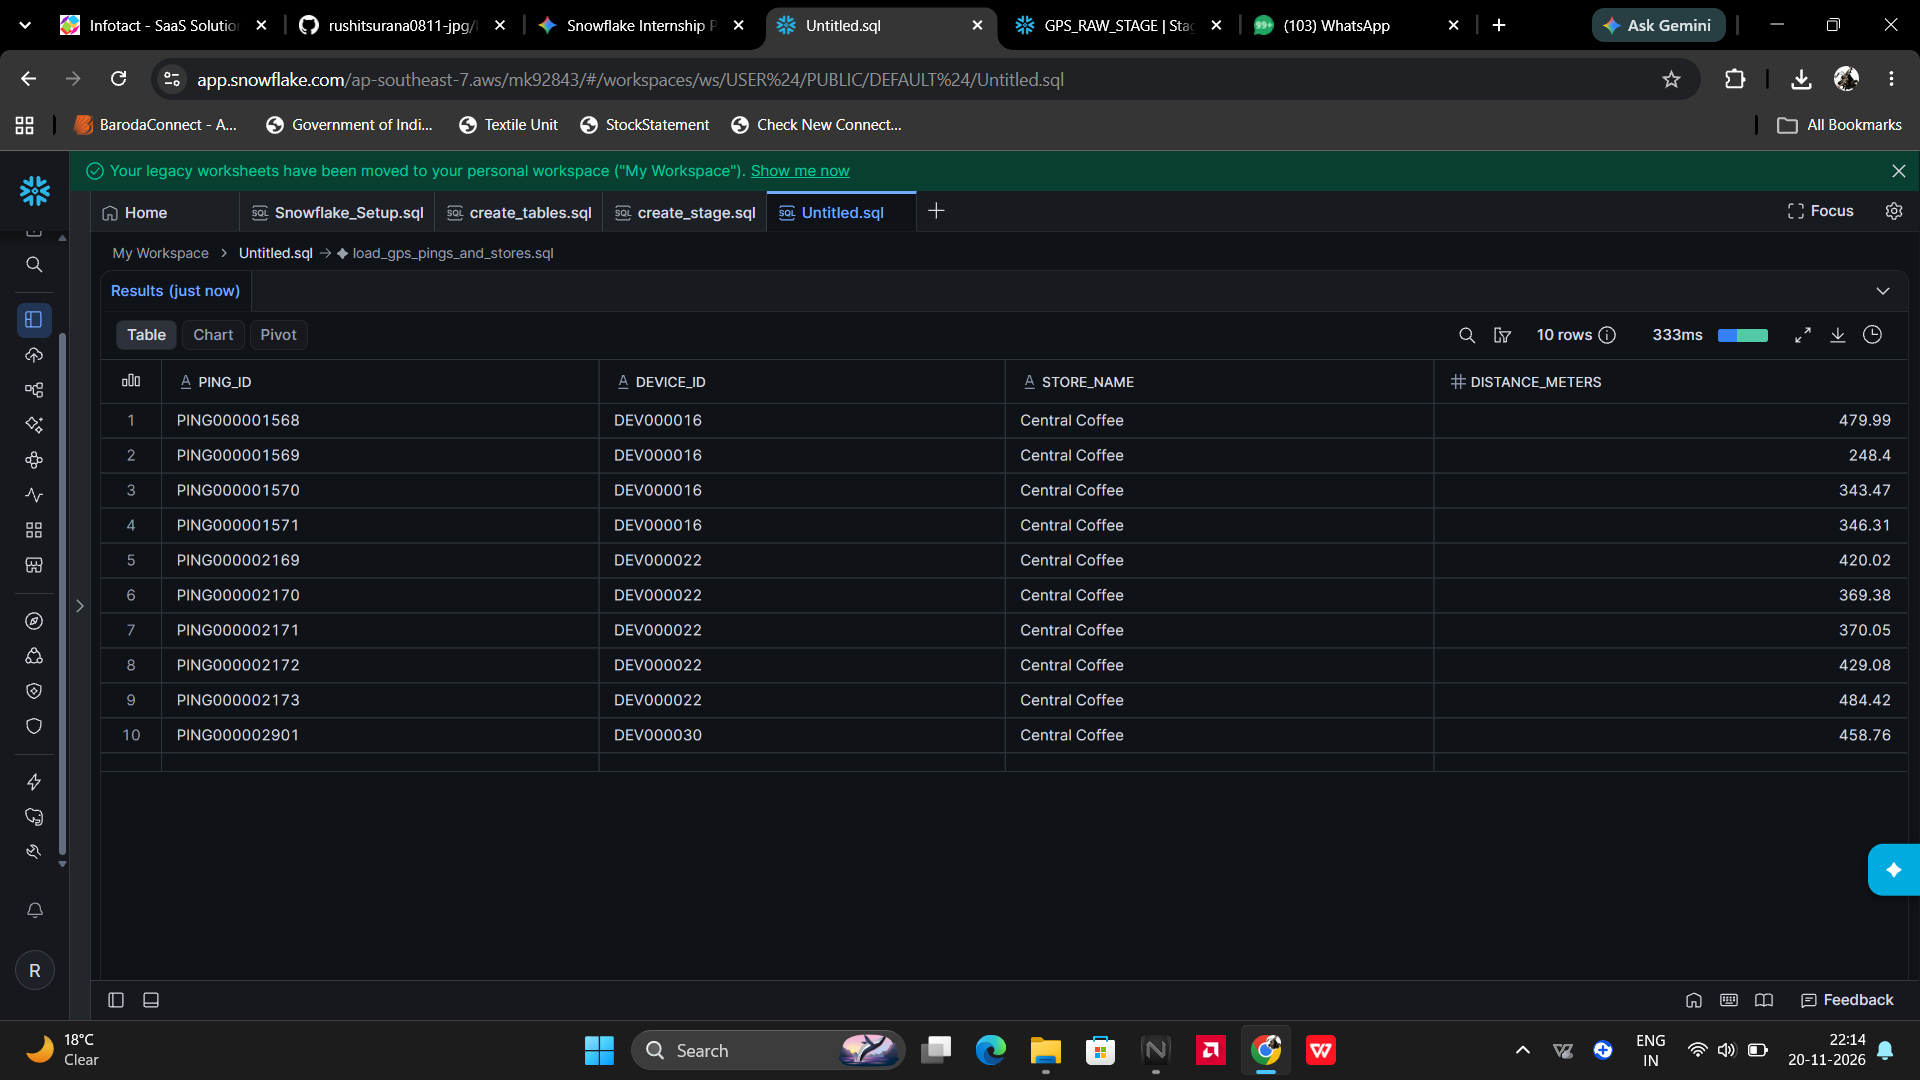 Infotact - SaaS Solutio
rushitsurana0811-jpg/
Snowflake Internship P
Untitled.sql
GPS_RAW_STAGE | Stag
99+
(103) WhatsApp
Ask Gemini
app.snowflake.com/ap-southeast-7.aws/mk92843/#/workspaces/ws/USER%24/PUBLIC/DEFAULT%24/Untitled.sql
BarodaConnect - A...
Government of Indi...
Textile Unit
StockStatement
Check New Connect...
All Bookmarks
Your legacy worksheets have been moved to your personal workspace ("My Workspace"). Show me now
Home
SQL Snowflake_Setup.sql
SQL create_tables.sql
SQL create_stage.sql
SQL Untitled.sql
Focus
My Workspace > Untitled.sql → load_gps_pings_and_stores.sql
Results (just now)
Table Chart Pivot
10 rows
333ms
A PING_ID A DEVICE_ID A STORE_NAME # DISTANCE_METERS
1 PING000001568 DEV000016 Central Coffee 479.99
2 PING000001569 DEV000016 Central Coffee 248.4
3 PING000001570 DEV000016 Central Coffee 343.47
4 PING000001571 DEV000016 Central Coffee 346.31
5 PING000002169 DEV000022 Central Coffee 420.02
6 PING000002170 DEV000022 Central Coffee 369.38
7 PING000002171 DEV000022 Central Coffee 370.05
8 PING000002172 DEV000022 Central Coffee 429.08
9 PING000002173 DEV000022 Central Coffee 484.42
10 PING000002901 DEV000030 Central Coffee 458.76
R
Feedback
18°C
Clear
Search
ENG
IN
22:14
20-11-2026